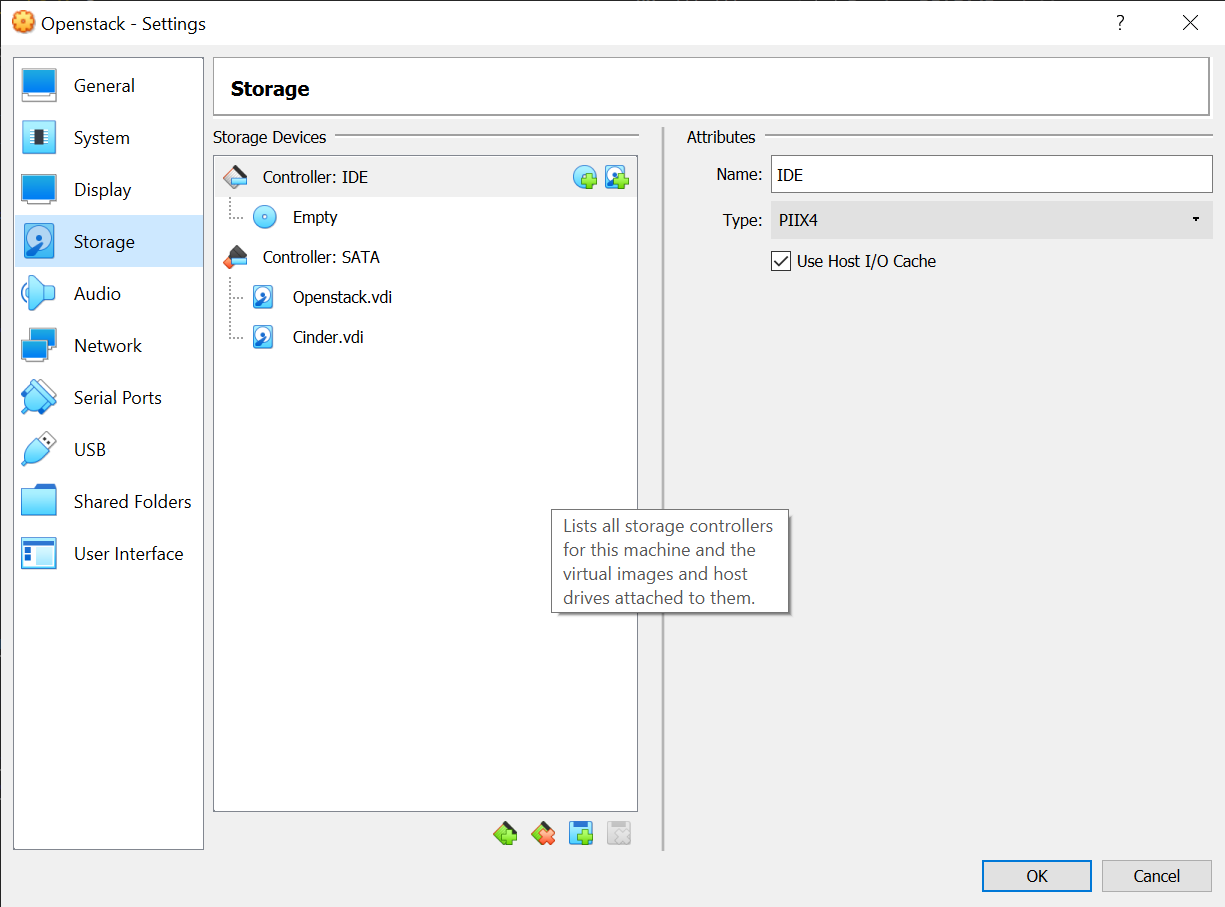 Openstack - Settings
?
General
System
Display
Storage
Audio
Network
Serial Ports
USB
Shared Folders
User Interface
Storage
Storage Devices
Controller: IDE
Empty
Controller: SATA
Openstack.vdi
Cinder.vdi
Lists all storage controllers
for this machine and the
virtual images and host
drives attached to them.
Attributes
Name: IDE
Type: PIIX4
Use Host I/O Cache
OK
Cancel